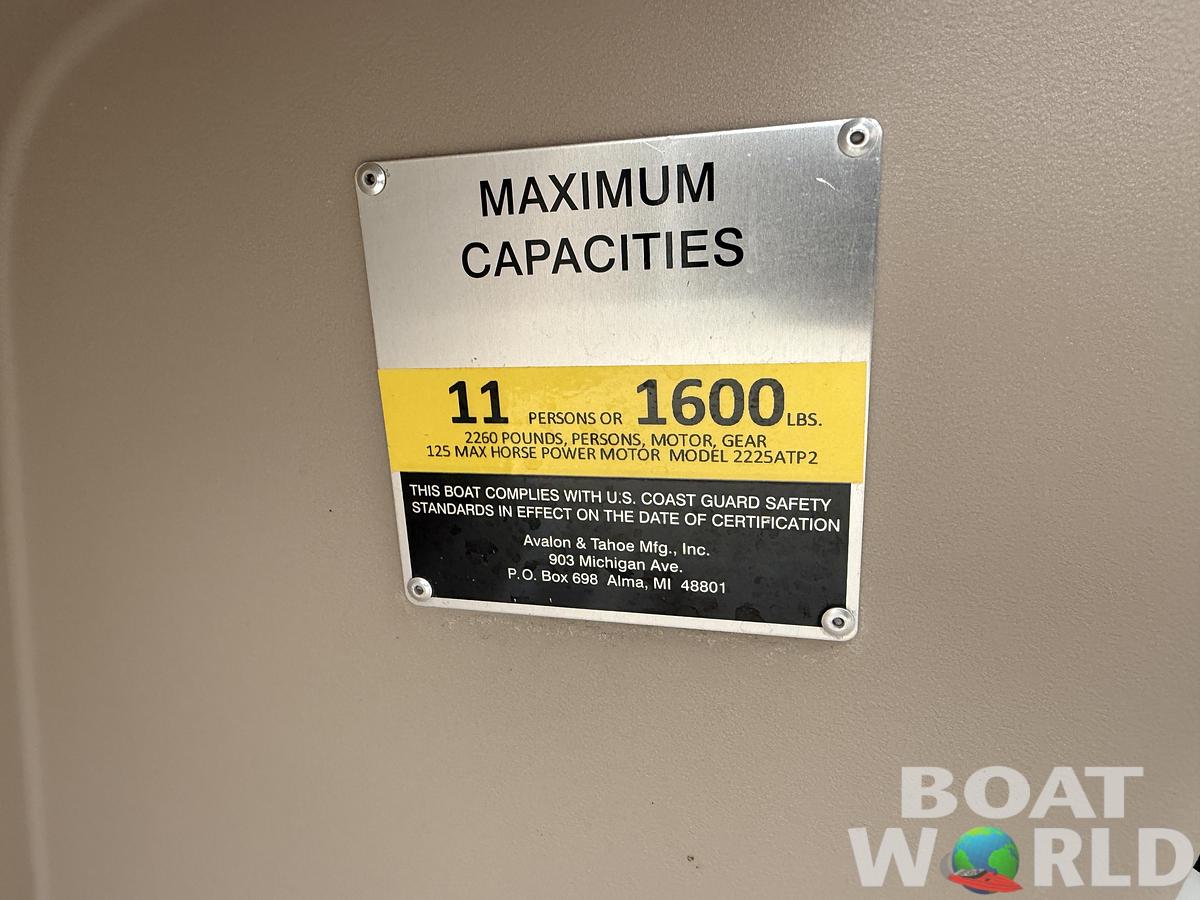 MAXIMUM
CAPACITIES
11 PERSONS OR 1600 LBS.
2260 POUNDS, PERSONS, MOTOR, GEAR
125 MAX HORSE POWER MOTOR MODEL 2225ATP2
THIS BOAT COMPLIES WITH U.S. COAST GUARD SAFETY
STANDARDS IN EFFECT ON THE DATE OF CERTIFICATION
Avalon & Tahoe Mfg., Inc.
903 Michigan Ave.
P.O. Box 698 Alma, MI 48801
BOAT
WORLD